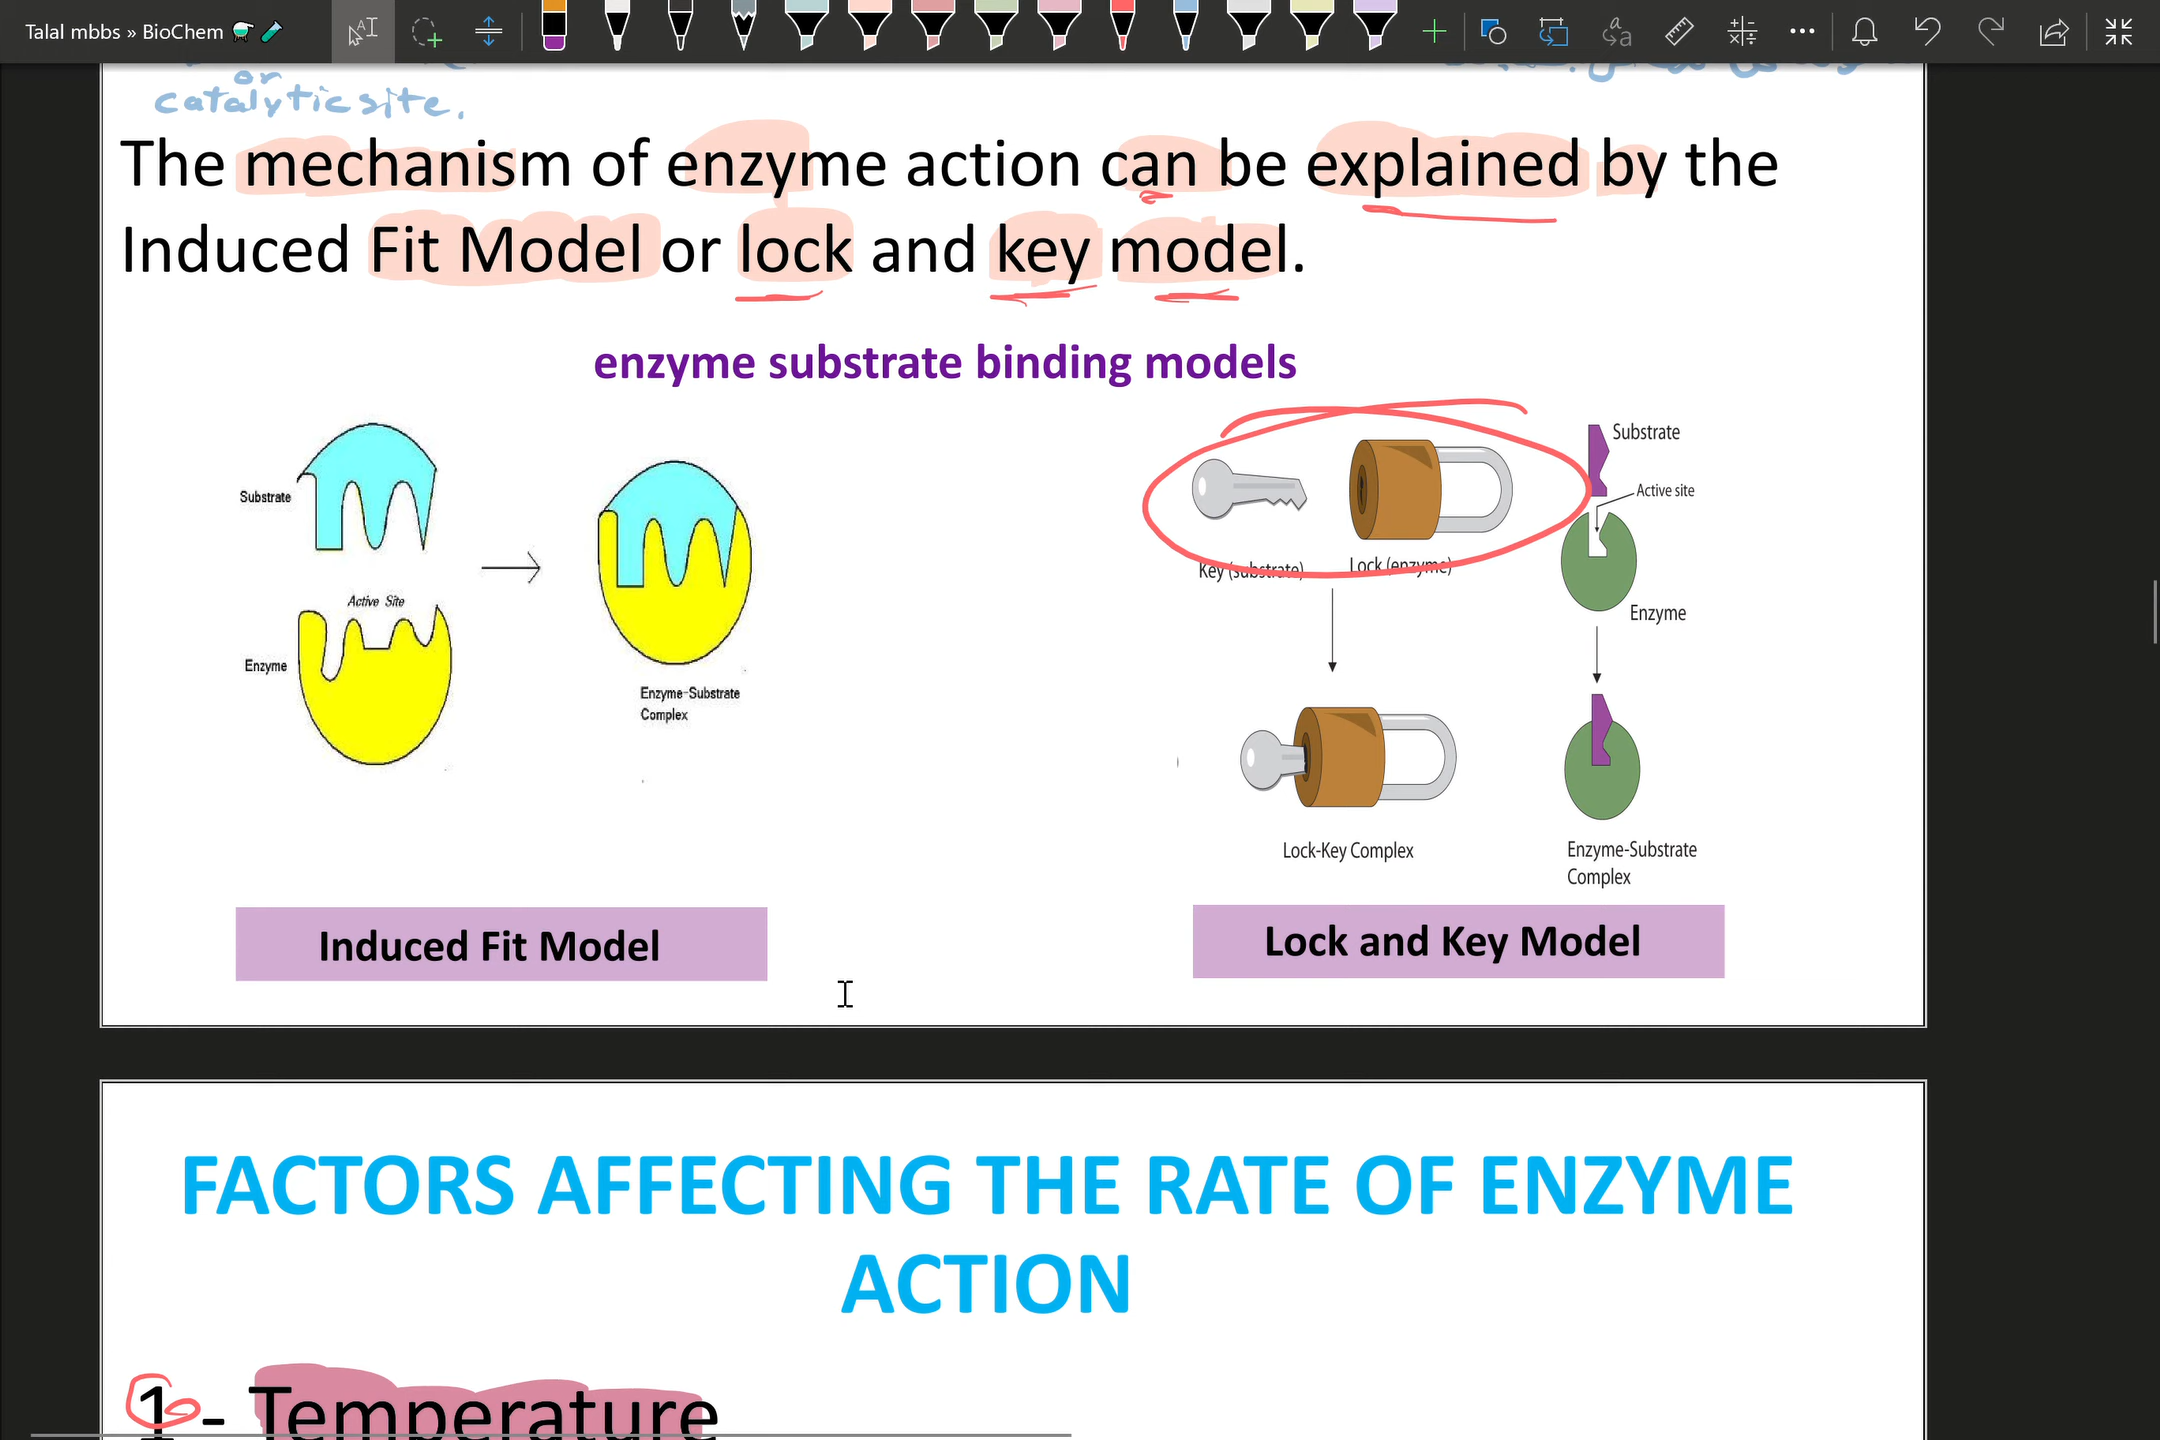 Talal mbbs » BioChem
or
catalytic site.
The mechanism of enzyme action can be explained by the
Induced Fit Model or lock and key model.
enzyme substrate binding models
Substrate
Active Site
Enzyme
Enzyme-Substrate
Complex
Induced Fit Model
Key (substrate)
Lock (enzyme)
Lock-Key Complex
Substrate
Active site
Enzyme
Enzyme-Substrate
Complex
Lock and Key Model
FACTORS AFFECTING THE RATE OF ENZYME
ACTION
1- Temperature